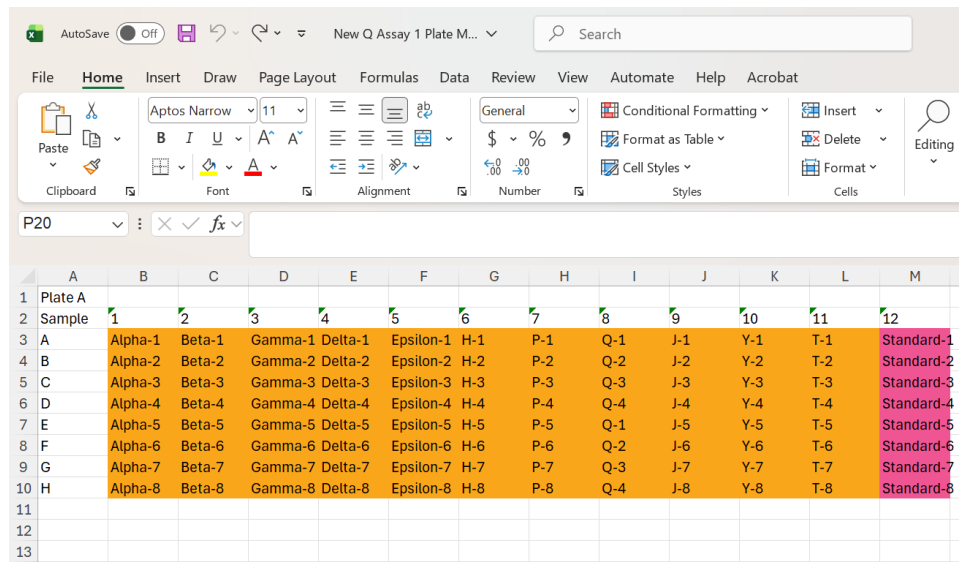 AutoSave Off New Q Assay 1 Plate M... Search
File Home Insert Draw Page Layout Formulas Data Review View Automate Help Acrobat
Aptos Narrow 11 General Conditional Formatting Insert
Paste B I U A A $ % Format as Table Delete Editing
A Cell Styles Format
Clipboard Font Alignment Number Styles Cells
P20 fx
A B C D E F G H I J K L M
1 Plate A
2 Sample 1 2 3 4 5 6 7 8 9 10 11 12
3 A Alpha-1 Beta-1 Gamma-1 Delta-1 Epsilon-1 H-1 P-1 Q-1 J-1 Y-1 T-1 Standard-1
4 B Alpha-2 Beta-2 Gamma-2 Delta-2 Epsilon-2 H-2 P-2 Q-2 J-2 Y-2 T-2 Standard-2
5 C Alpha-3 Beta-3 Gamma-3 Delta-3 Epsilon-3 H-3 P-3 Q-3 J-3 Y-3 T-3 Standard-3
6 D Alpha-4 Beta-4 Gamma-4 Delta-4 Epsilon-4 H-4 P-4 Q-4 J-4 Y-4 T-4 Standard-4
7 E Alpha-5 Beta-5 Gamma-5 Delta-5 Epsilon-5 H-5 P-5 Q-1 J-5 Y-5 T-5 Standard-5
8 F Alpha-6 Beta-6 Gamma-6 Delta-6 Epsilon-6 H-6 P-6 Q-2 J-6 Y-6 T-6 Standard-6
9 G Alpha-7 Beta-7 Gamma-7 Delta-7 Epsilon-7 H-7 P-7 Q-3 J-7 Y-7 T-7 Standard-7
10 H Alpha-8 Beta-8 Gamma-8 Delta-8 Epsilon-8 H-8 P-8 Q-4 J-8 Y-8 T-8 Standard-8
11
12
13